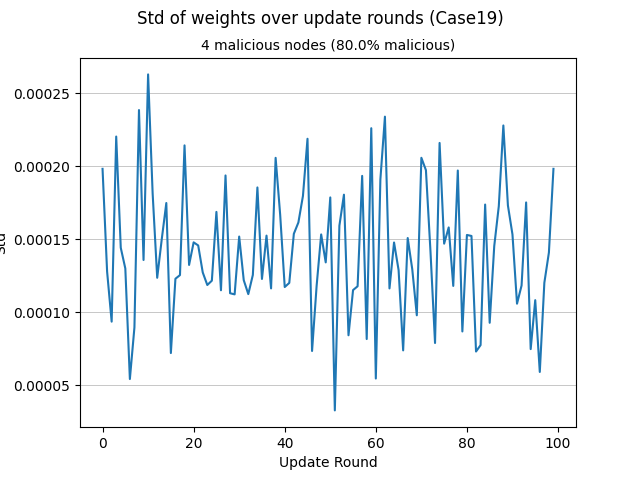 Std of weights over update rounds (Case19)
4 malicious nodes (80.0% malicious)
0.00025
0.00020
0.00015
0.00010
0.00005
Std
0
20
40
60
80
100
Update Round